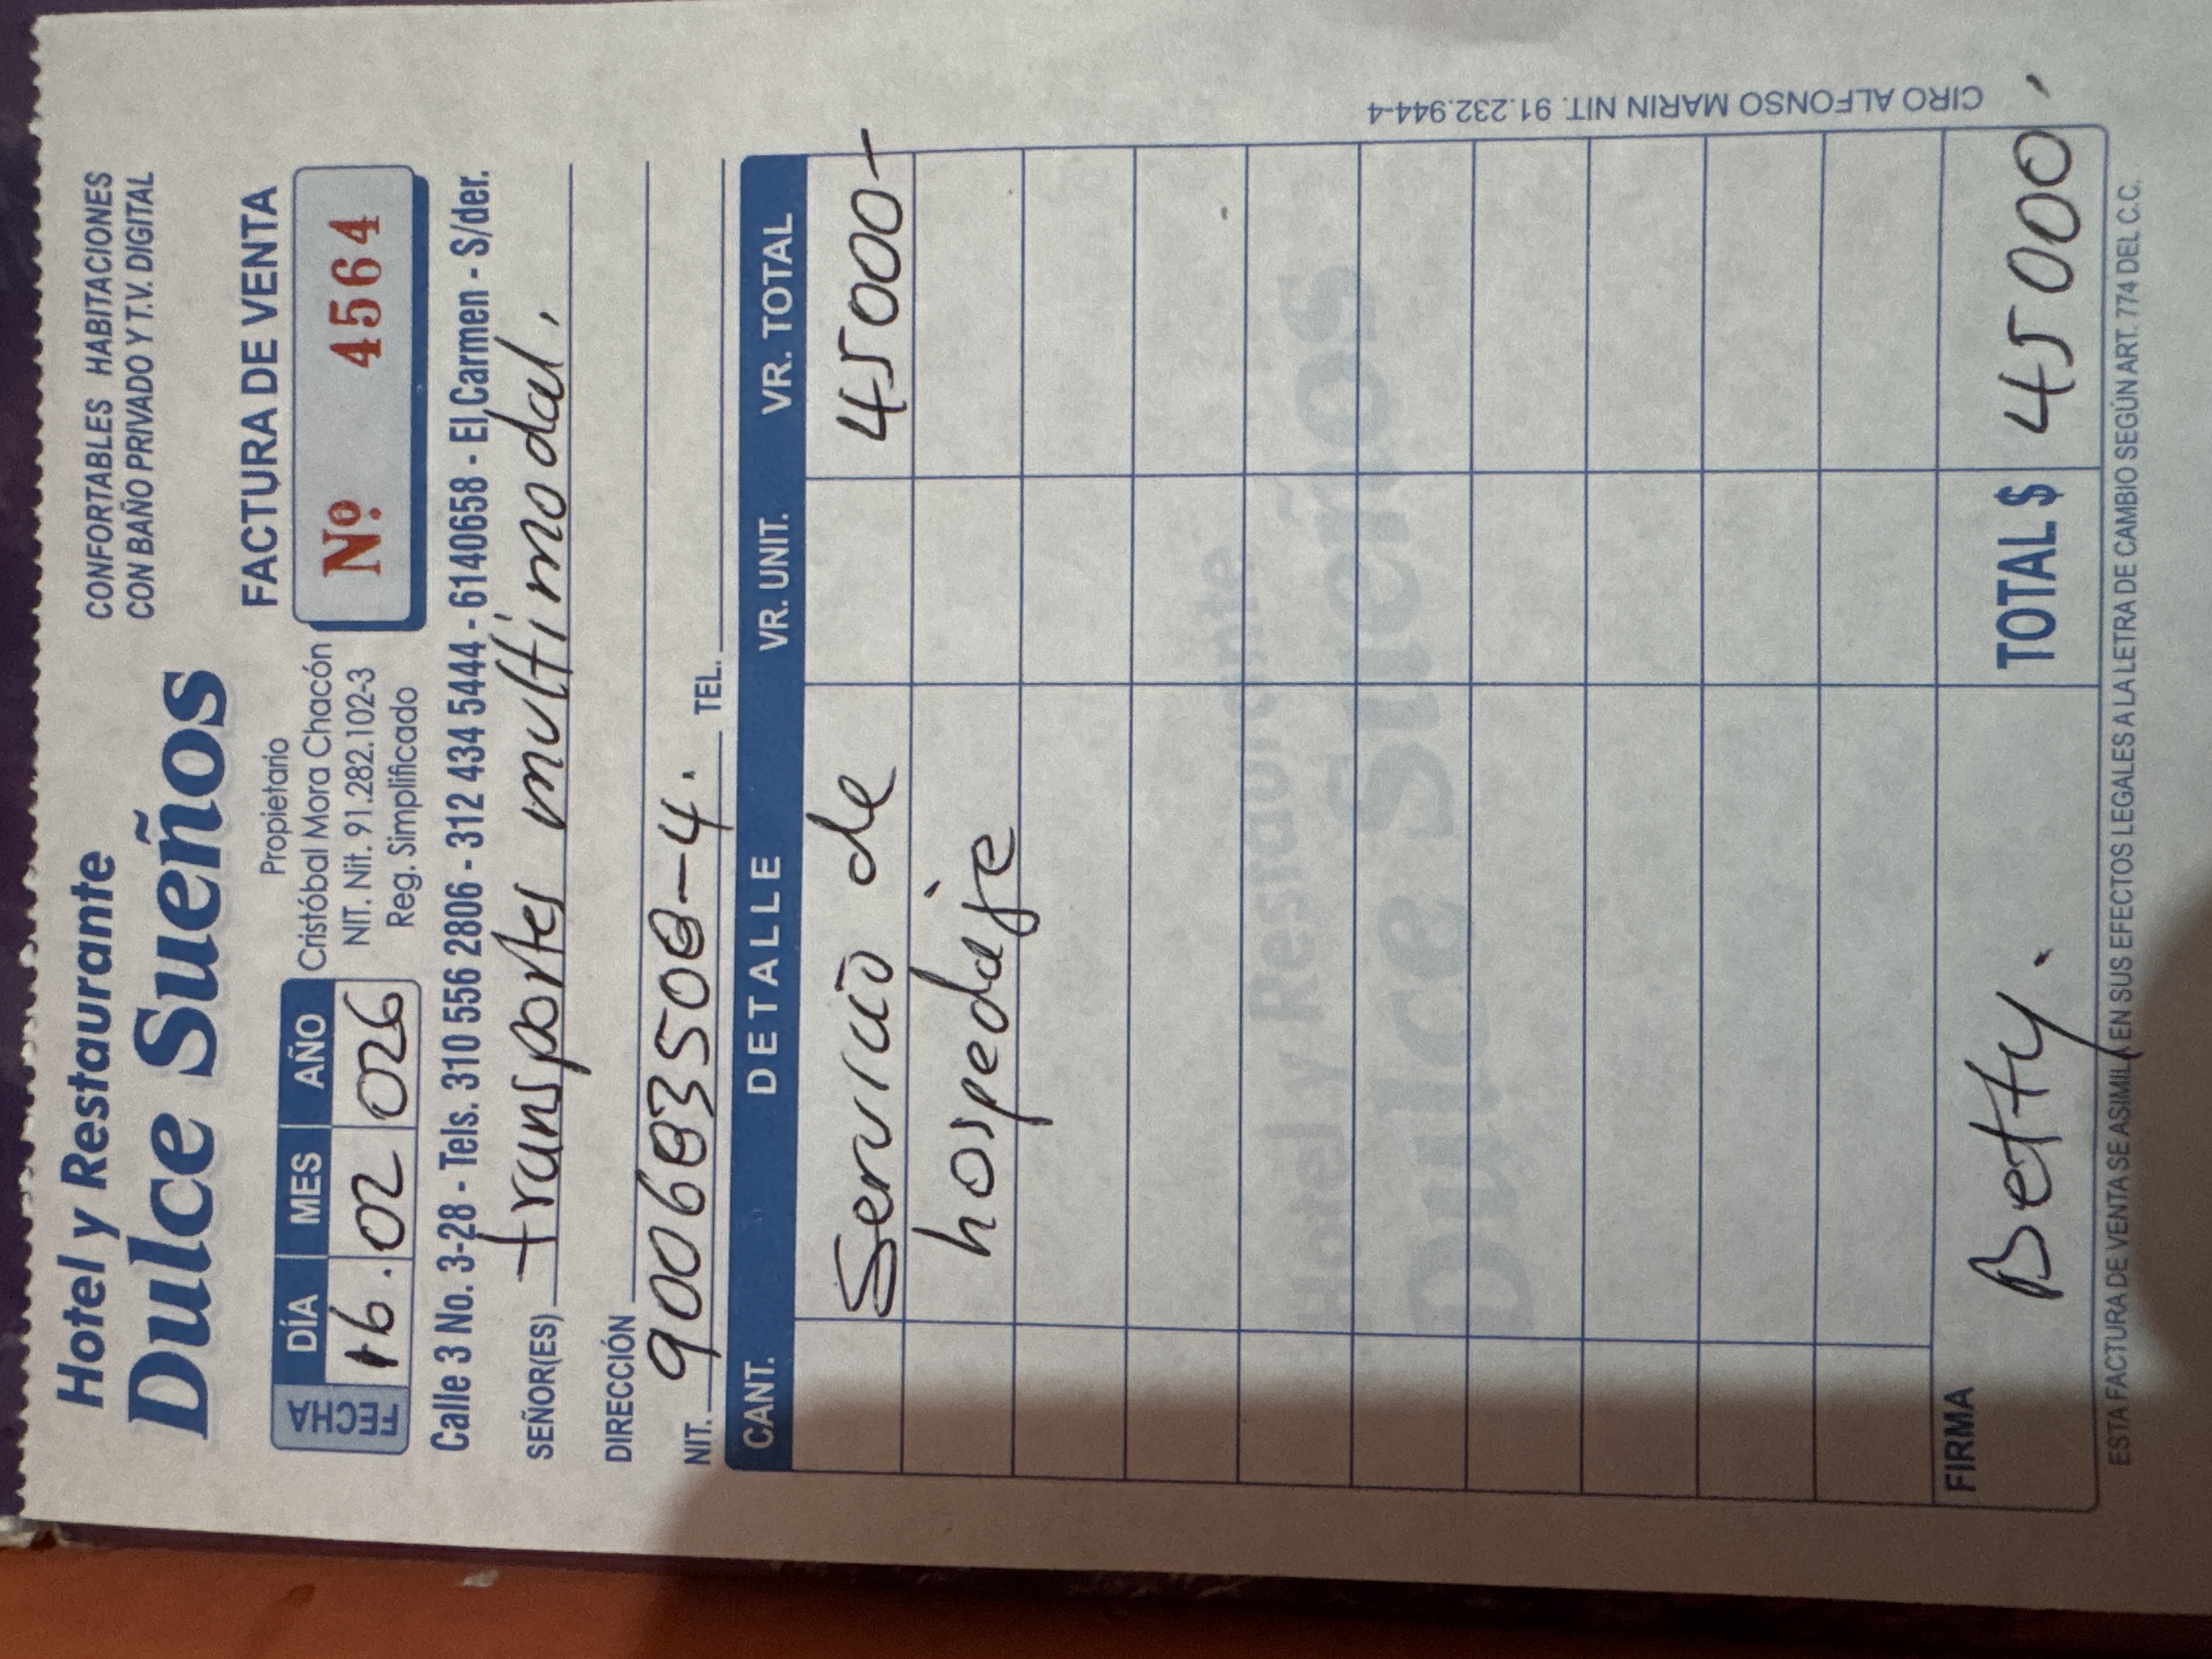 Hotel y Restaurante
Dulce Sueños
CONFORTABLES HABITACIONES
CON BAÑO PRIVADO Y T.V. DIGITAL
FECHA
DÍA MES AÑO
16. 02 026
Propietario
Cristóbal Mora Chacón
NIT. Nit. 91.282.102-3
Reg. Simplificado
FACTURA DE VENTA
Nº 4564
Calle 3 No. 3-28 - Tels. 310 556 2806 - 312 434 5444 - 6140658 - El Carmen - S/der.
SEÑOR(ES) transportes multimodal.
DIRECCIÓN
NIT. 900683508-4. TEL.
CANT. DETALLE VR. UNIT. VR. TOTAL
Servicio de 45000-
hospedaje
Hotel y Restaurante
Dulce Sueños
FIRMA Betty. TOTAL $ 45000,
ESTA FACTURA DE VENTA SE ASIMILA EN SUS EFECTOS LEGALES A LA LETRA DE CAMBIO SEGÚN ART. 774 DEL C.C.
CIRO ALFONSO MARIN NIT. 91.232.944-4